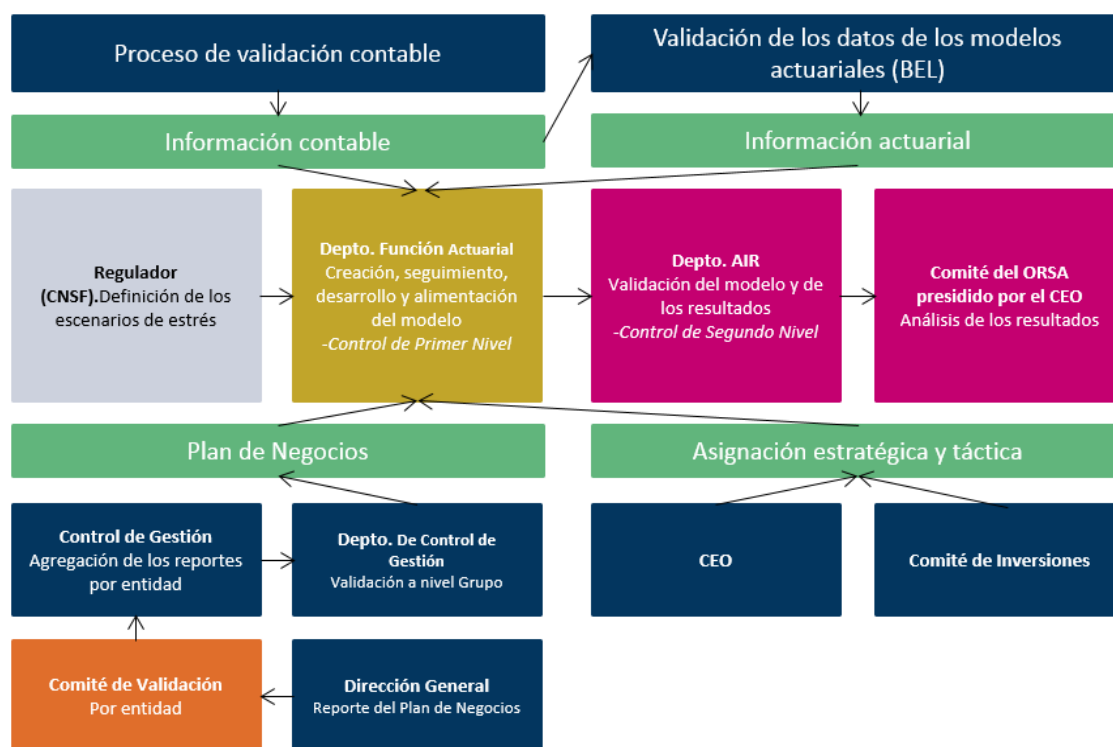 Proceso de validación contable
Validación de los datos de los modelos
actuariales (BEL)
Información contable
Información actuarial
Regulador
(CNSF).Definición de los
escenarios de estrés
Depto. Función Actuarial
Creación, seguimiento,
desarrollo y alimentación
del modelo
-Control de Primer Nivel
Depto. AIR
Validación del modelo y de
los resultados
-Control de Segundo Nivel
Comité del ORSA
presidido por el CEO
Análisis de los resultados
Plan de Negocios
Asignación estratégica y táctica
Control de Gestión
Agregación de los reportes
por entidad
Depto. De Control de
Gestión
Validación a nivel Grupo
CEO
Comité de Inversiones
Comité de Validación
Por entidad
Dirección General
Reporte del Plan de Negocios